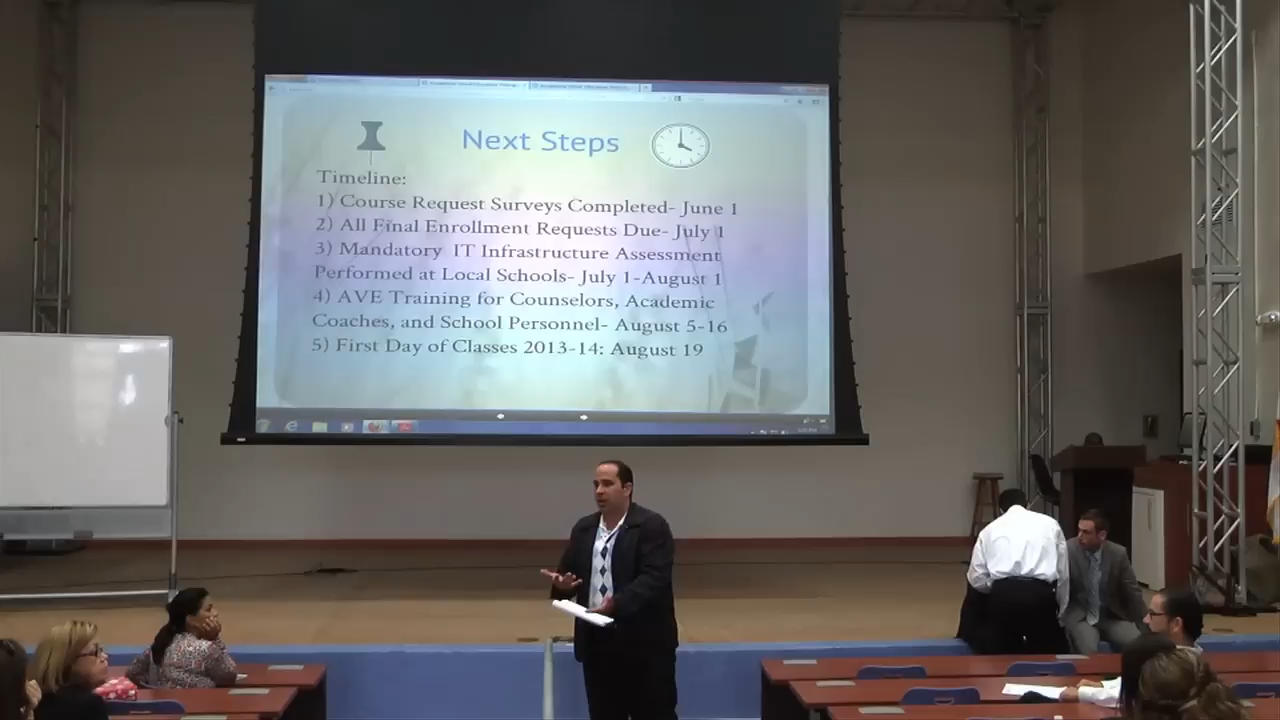 Next Steps
Timeline:
1) Course Request Surveys Completed- June 1
2) All Final Enrollment Requests Due- July 1
3) Mandatory IT Infrastructure Assessment
Performed at Local Schools- July 1-August 1
4) AVE Training for Counselors, Academic
Coaches, and School Personnel- August 5-16
5) First Day of Classes 2013-14: August 19